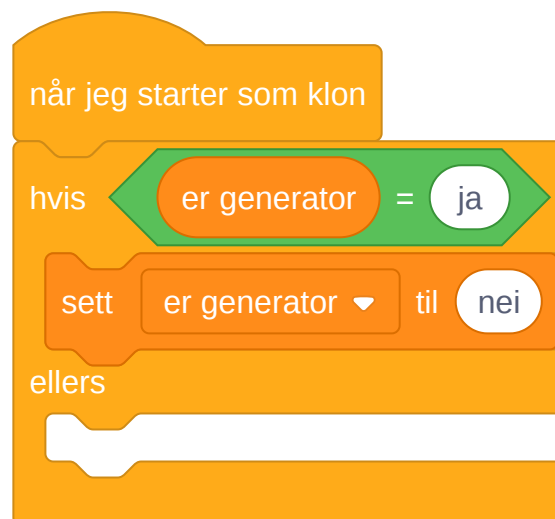 når jeg starter som klon
hvis er generator = ja
sett er generator til nei
ellers